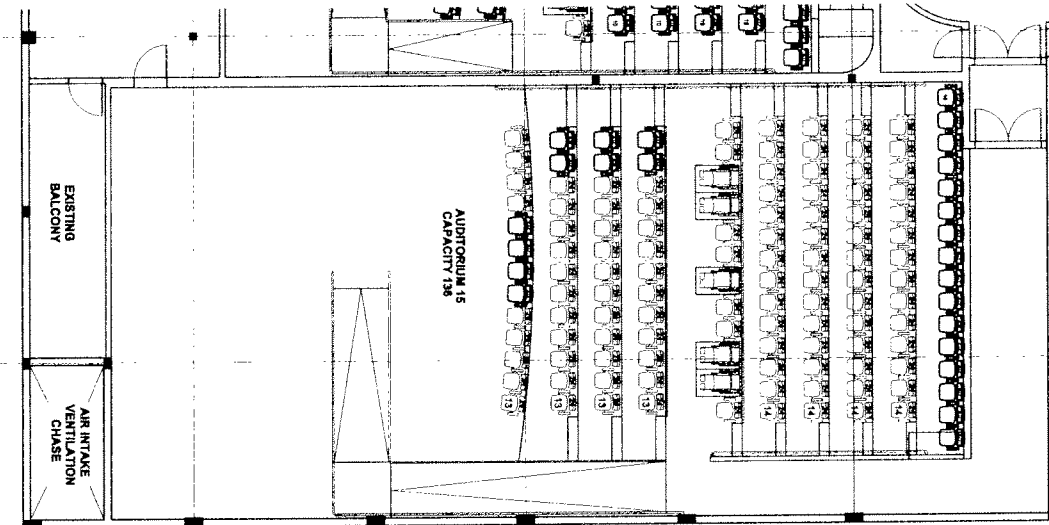 EXISTING
BALCONY
AUDITORIUM 15
CAPACITY 136
AIR INTAKE
VENTILATION
CHASE
13
13
13
13
14
14
14
14